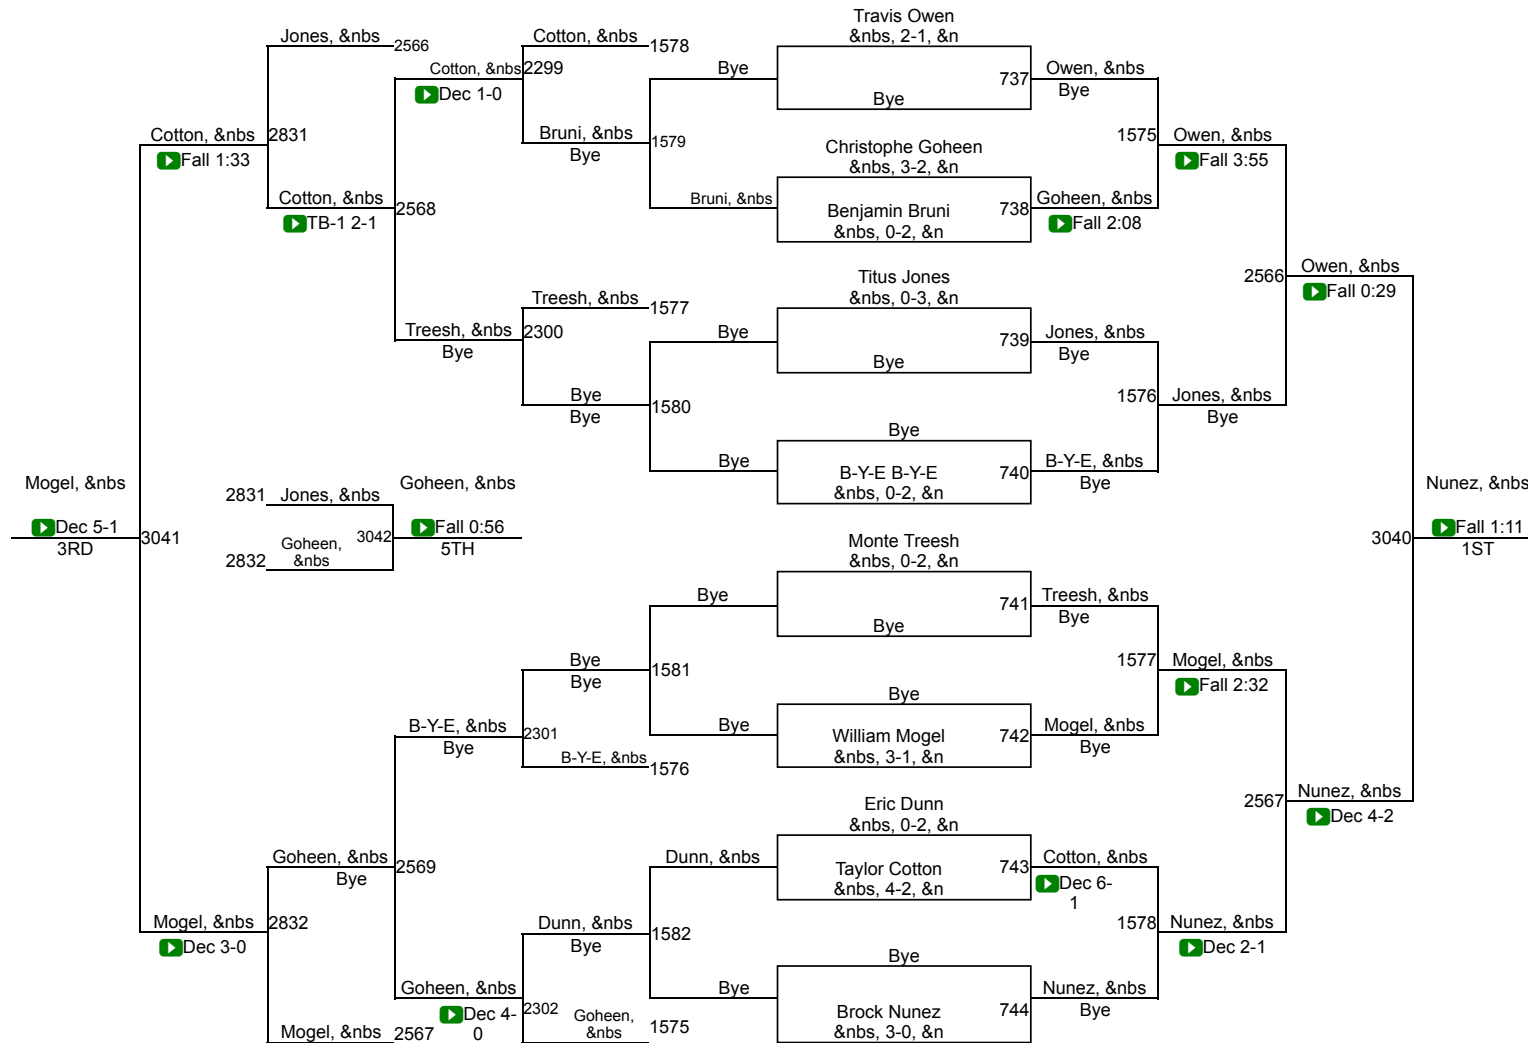 Travis Owen
&nbs, 2-1, &n
Jones, &nbs 2566
Cotton, &nbs 1578
Cotton, &nbs 2299
Dec 1-0
Bye
737
Owen, &nbs
Bye
Bye
Cotton, &nbs 2831
Fall 1:33
Bruni, &nbs 1579
Bye
Christophe Goheen
&nbs, 3-2, &n
1575
Owen, &nbs
Fall 3:55
Cotton, &nbs 2568
TB-1 2-1
Bruni, &nbs
Benjamin Bruni
&nbs, 0-2, &n
738
Goheen, &nbs
Fall 2:08
Titus Jones
&nbs, 0-3, &n
2566
Owen, &nbs
Fall 0:29
Treesh, &nbs 1577
Treesh, &nbs 2300
Bye
Bye
739
Jones, &nbs
Bye
Bye
Bye
Bye
1580
1576
Jones, &nbs
Bye
Bye
Bye
B-Y-E B-Y-E
&nbs, 0-2, &n
740
B-Y-E, &nbs
Bye
Mogel, &nbs
Dec 5-1
3RD
3041
2831 Jones, &nbs
2832 Goheen,
&nbs
3042
Goheen, &nbs
Fall 0:56
5TH
3040
Nunez, &nbs
Fall 1:11
1ST
Monte Treesh
&nbs, 0-2, &n
Bye
741
Treesh, &nbs
Bye
Bye
Bye
Bye
1581
1577
Mogel, &nbs
Fall 2:32
B-Y-E, &nbs 2301
Bye
B-Y-E, &nbs 1576
Bye
Bye
William Mogel
&nbs, 3-1, &n
742
Mogel, &nbs
Bye
Eric Dunn
&nbs, 0-2, &n
2567
Nunez, &nbs
Dec 4-2
Goheen, &nbs 2569
Bye
Dunn, &nbs
Taylor Cotton
&nbs, 4-2, &n
743
Cotton, &nbs
Dec 6-
1
Mogel, &nbs 2832
Dec 3-0
Dunn, &nbs 1582
Bye
1578
Nunez, &nbs
Dec 2-1
Bye
Goheen, &nbs 2302
Dec 4-
0
Goheen,
&nbs
1575
Bye
Brock Nunez
&nbs, 3-0, &n
744
Nunez, &nbs
Bye
Mogel, &nbs 2567